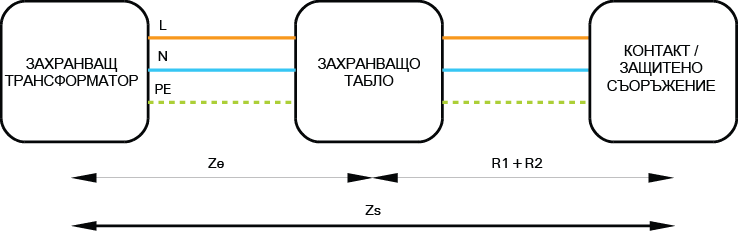 ЗАХРАНВАЩ
ТРАНСФОРМАТОР
L
N
PE
ЗАХРАНВАЩО
ТАБЛО
КОНТАКТ /
ЗАЩИТЕНО
СЪОРЪЖЕНИЕ
Ze
R1 + R2
Zs